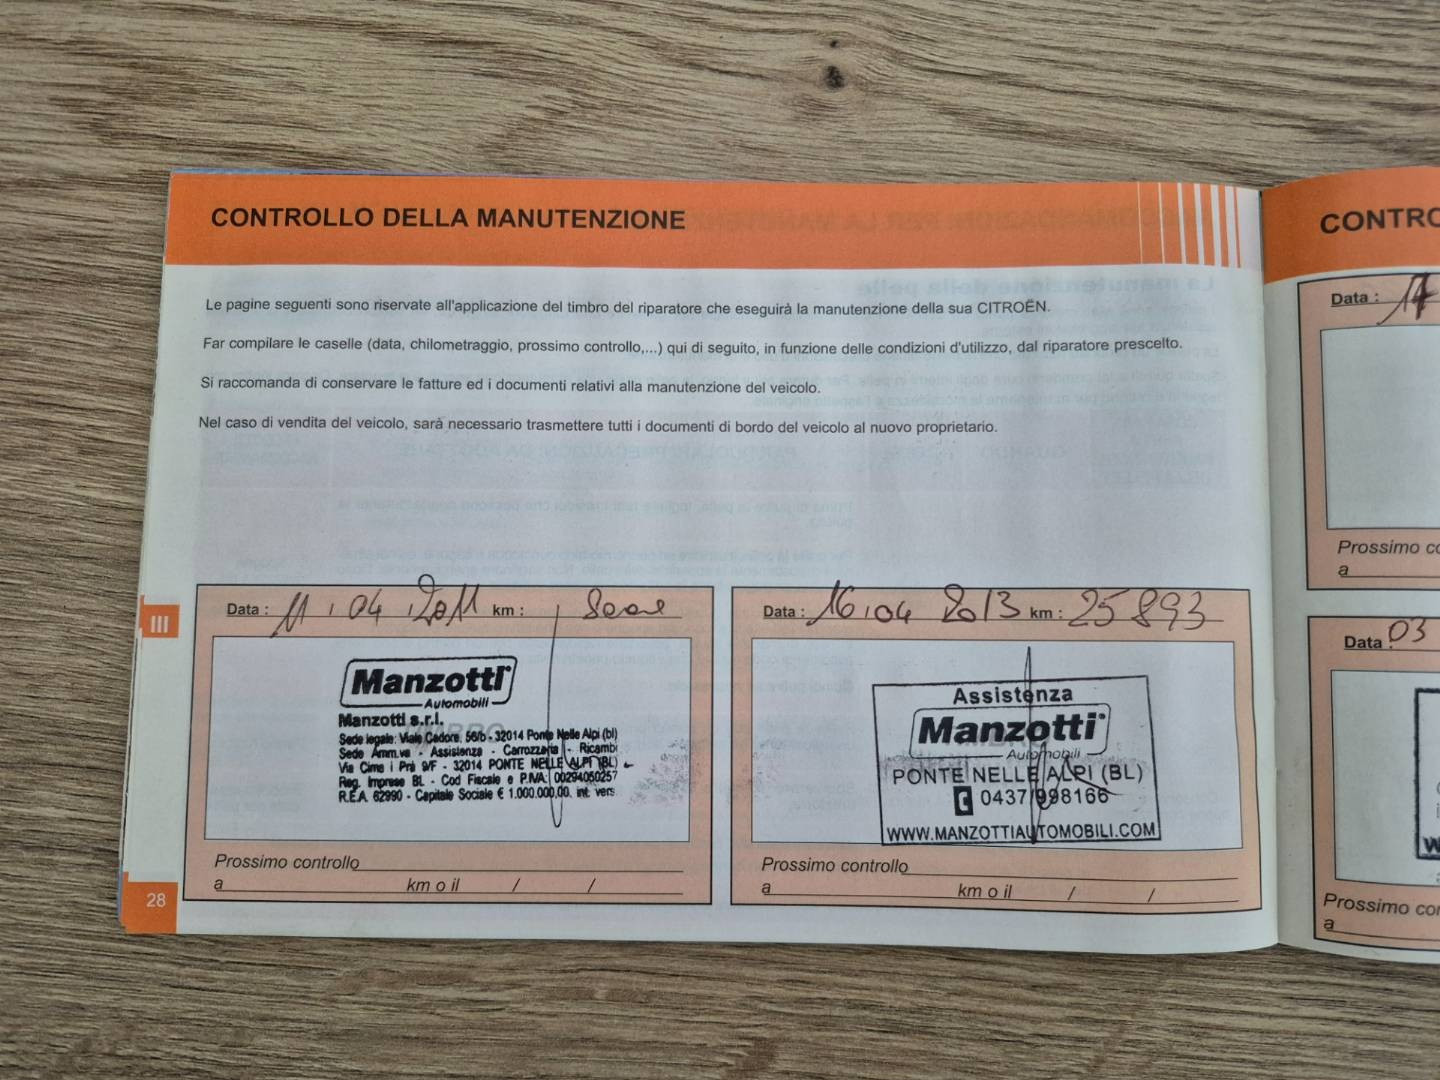 CONTROLLO DELLA MANUTENZIONE
Le pagine seguenti sono riservate all'applicazione del timbro del riparatore che eseguirà la manutenzione della sua CITROËN.
Far compilare le caselle (data, chilometraggio, prossimo controllo,...) qui di seguito, in funzione delle condizioni d'utilizzo, dal riparatore prescelto.
Si raccomanda di conservare le fatture ed i documenti relativi alla manutenzione del veicolo.
Nel caso di vendita del veicolo, sarà necessario trasmettere tutti i documenti di bordo del veicolo al nuovo proprietario.
III
Data : 11 . 04 . 2011 km :
Manzotti
Automobili
Manzotti s.r.l.
Sede legale: Viale Cadore, 56/b - 32014 Ponte Nelle Alpi (bl)
Sede Amm.va - Assistenza - Carrozzeria - Ricambi
Via Cima i Prà 9/F - 32014 PONTE NELLE ALPI (BL)
Reg. Imprese BL - Cod Fiscale e P.IVA: 00294050257
R.E.A. 62990 - Capitale Sociale € 1.000.000,00. int. vers
Prossimo controllo
a km o il / /
Data : 16.04 2013 km : 25893
Assistenza
Manzotti
Automobili
PONTE NELLE ALPI (BL)
0437/998166
WWW.MANZOTTIAUTOMOBILI.COM
Prossimo controllo
a km o il / /
28
CONTRO
Data : 17
Prossimo co
a
Data : 03
W
Prossimo con
a